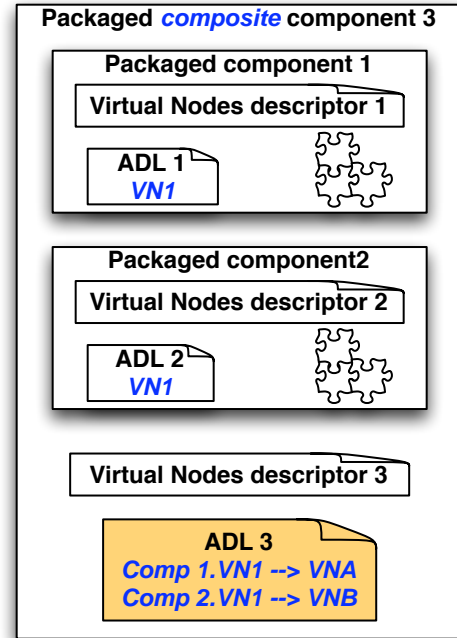 Packaged composite component 3
Packaged component 1
Virtual Nodes descriptor 1
ADL 1
VN1
Packaged component2
Virtual Nodes descriptor 2
ADL 2
VN1
Virtual Nodes descriptor 3
ADL 3
Comp 1.VN1 --> VNA
Comp 2.VN1 --> VNB